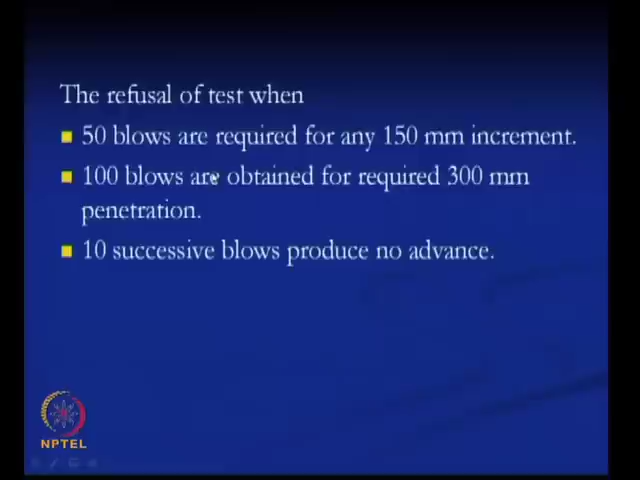 The refusal of test when
50 blows are required for any 150 mm increment.
100 blows are obtained for required 300 mm
penetration.
10 successive blows produce no advance.
NPTEL